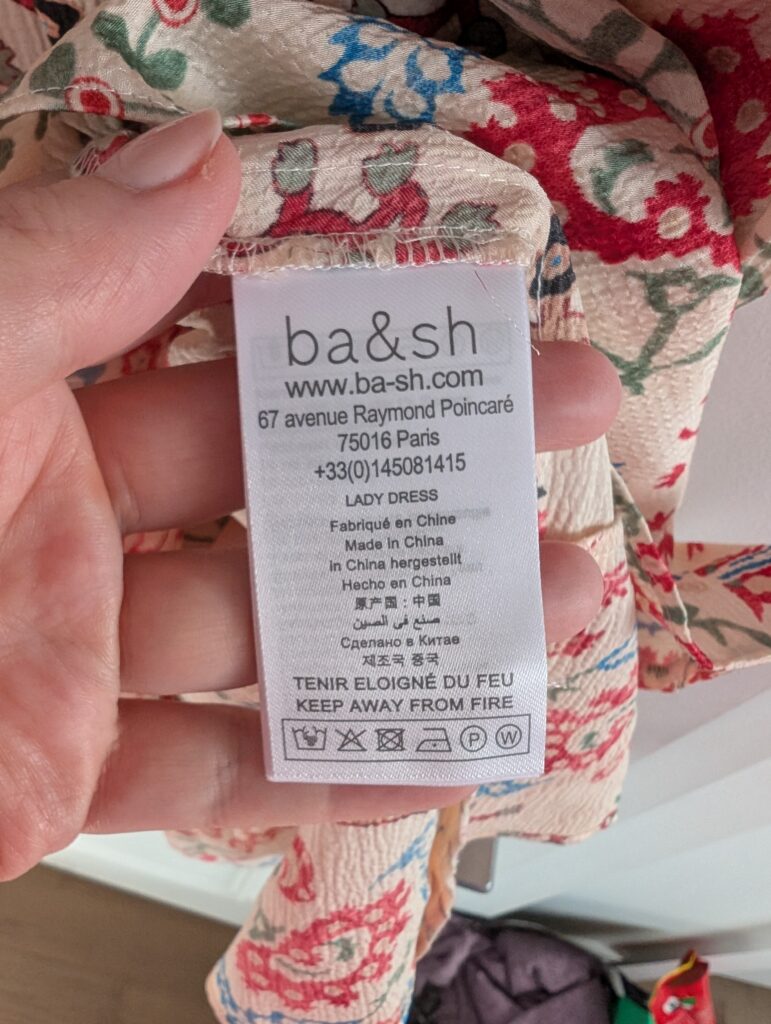 ba&sh
www.ba-sh.com
67 avenue Raymond Poincaré
75016 Paris
+33(0)145081415
LADY DRESS
Fabriqué en Chine
Made in China
in China hergestellt
Hecho en China
原产国：中国
صنع في الصين
Сделано в Китае
제조국 중국
TENIR ELOIGNÉ DU FEU
KEEP AWAY FROM FIRE
P W